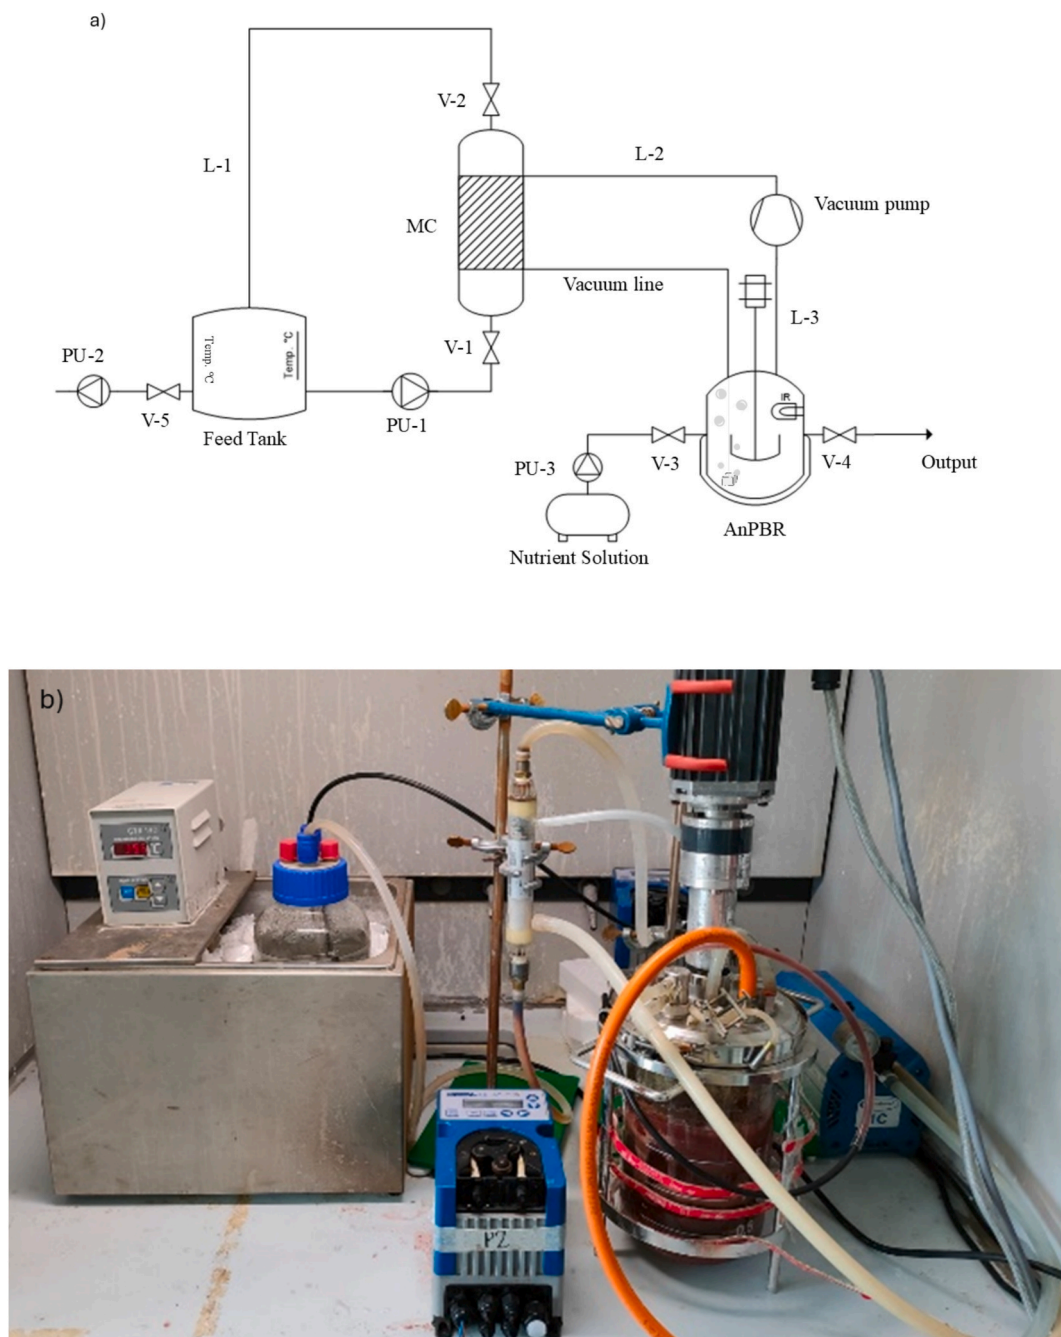 a)
V-2
L-2
L-1
Vacuum pump
MC
Vacuum line
L-3
V-1
Temp. °C
Temp. °C
PU-2
IR
V-5
PU-1
Feed Tank
V-3
V-4
PU-3
Output
AnPBR
Nutrient Solution
b)
°C
P2